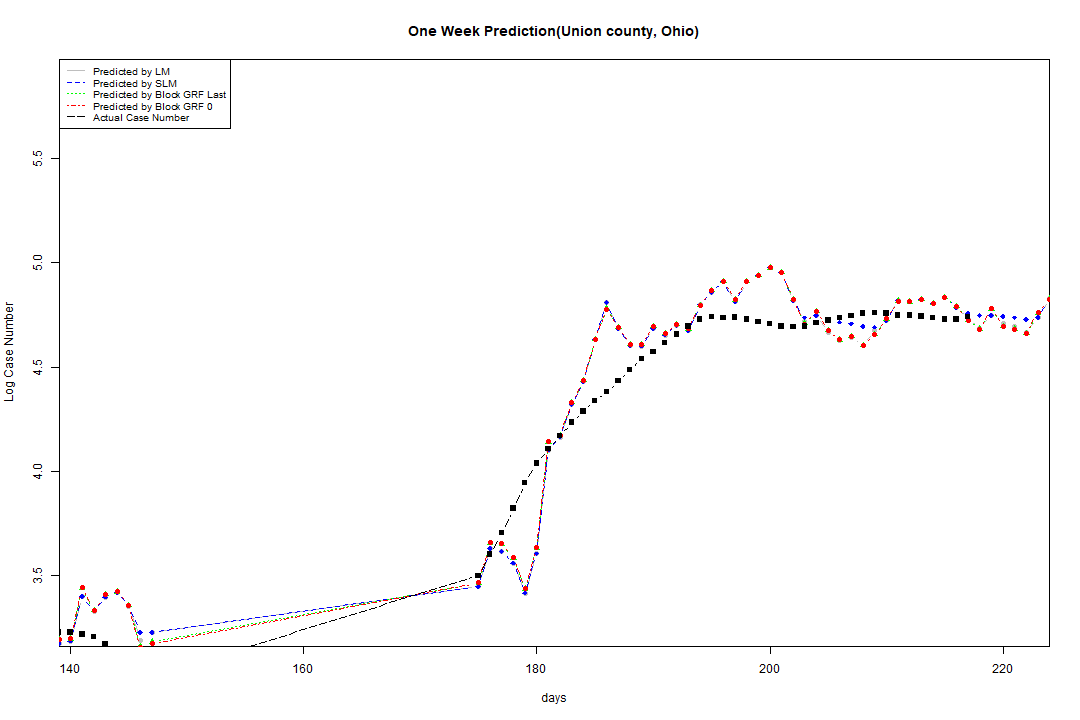 One Week Prediction(Union county, Ohio)
Predicted by LM
Predicted by SLM
Predicted by Block GRF Last
Predicted by Block GRF 0
Actual Case Number
5.5
5.0
4.5
4.0
3.5
Log Case Number
140 160 180 200 220
days